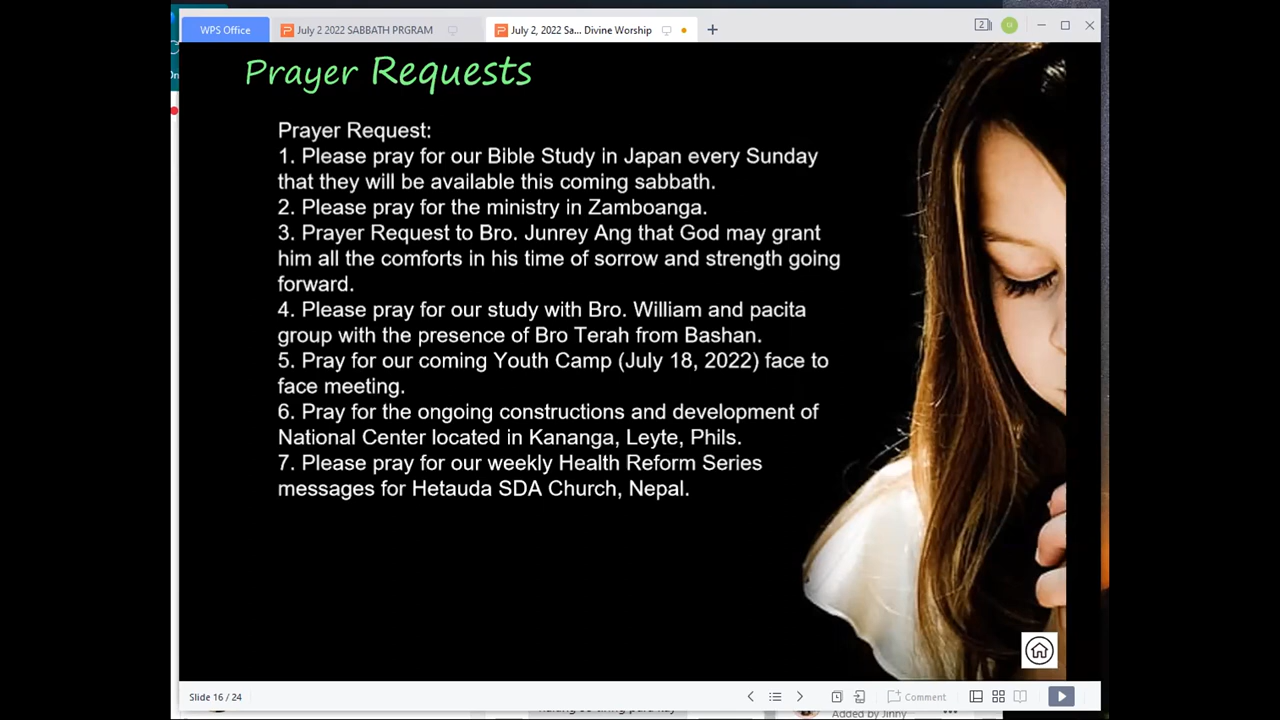 WPS Office
July 2 2022 SABBATH PRGRAM
July 2, 2022 Sa... Divine Worship
2
Prayer Requests
Prayer Request:
1. Please pray for our Bible Study in Japan every Sunday
that they will be available this coming sabbath.
2. Please pray for the ministry in Zamboanga.
3. Prayer Request to Bro. Junrey Ang that God may grant
him all the comforts in his time of sorrow and strength going
forward.
4. Please pray for our study with Bro. William and pacita
group with the presence of Bro Terah from Bashan.
5. Pray for our coming Youth Camp (July 18, 2022) face to
face meeting.
6. Pray for the ongoing constructions and development of
National Center located in Kananga, Leyte, Phils.
7. Please pray for our weekly Health Reform Series
messages for Hetauda SDA Church, Nepal.
Slide 16 / 24
Comment
Added by Jinny